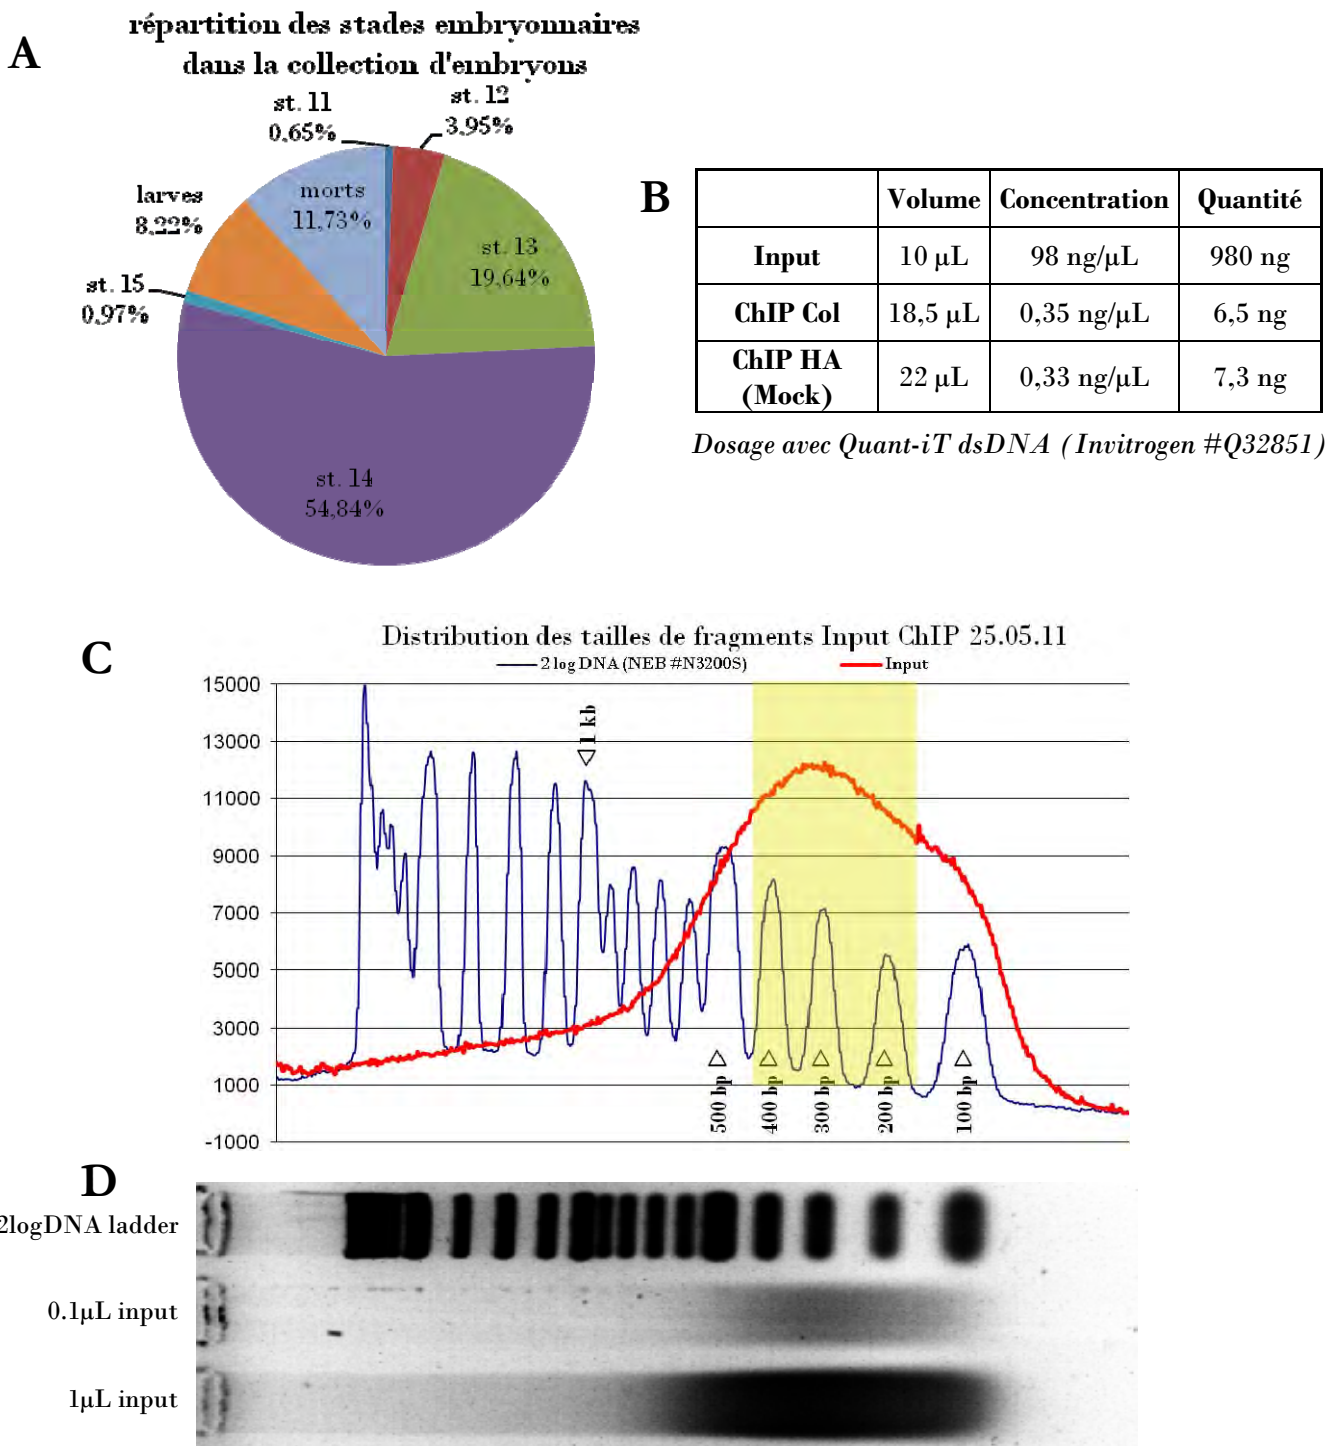 A
répartition des stades embryonnaires
dans la collection d'embryons
st. 11
0,65%
st. 12
3,95%
larves
8,22%
morts
11,73%
st. 13
19,64%
st. 15
0,97%
st. 14
54,84%
B
Volume Concentration Quantité
Input 10 µL 98 ng/µL 980 ng
ChIP Col 18,5 µL 0,35 ng/µL 6,5 ng
ChIP HA
(Mock) 22 µL 0,33 ng/µL 7,3 ng
Dosage avec Quant-iT dsDNA (Invitrogen #Q32851)
C
Distribution des tailles de fragments Input ChIP 25.05.11
2 log DNA (NEB #N3200S) Input
15000
13000
11000
9000
7000
5000
3000
1000
-1000
1 kb
500 bp
400 bp
300 bp
200 bp
100 bp
D
2logDNA ladder
0.1µL input
1µL input